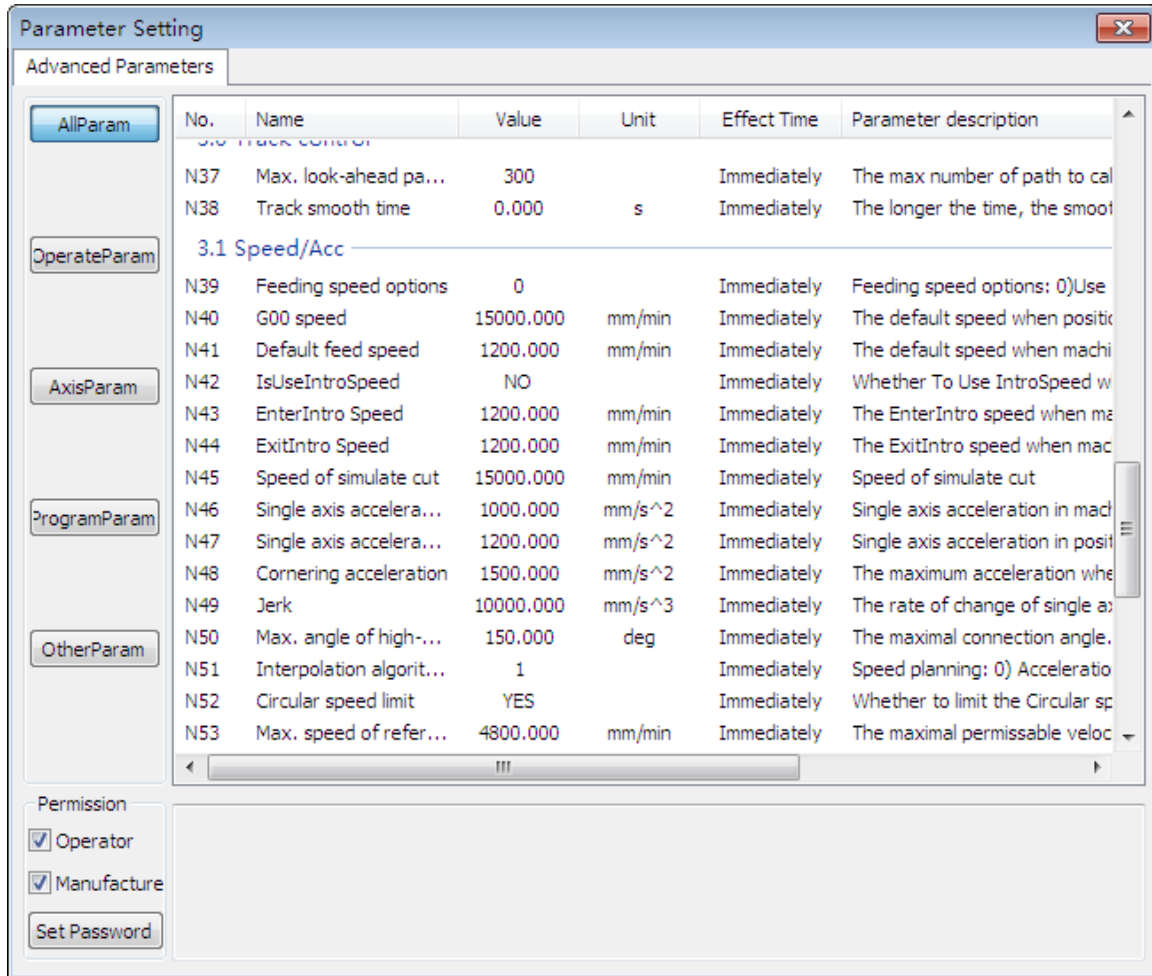 Parameter Setting
Advanced Parameters
AllParam
OperateParam
AxisParam
ProgramParam
OtherParam
No. Name Value Unit Effect Time Parameter description
3.0 Track control
N37 Max. look-ahead pa... 300 Immediately The max number of path to cal
N38 Track smooth time 0.000 s Immediately The longer the time, the smoot
3.1 Speed/Acc
N39 Feeding speed options 0 Immediately Feeding speed options: 0)Use
N40 G00 speed 15000.000 mm/min Immediately The default speed when positic
N41 Default feed speed 1200.000 mm/min Immediately The default speed when machi
N42 IsUseIntroSpeed NO Immediately Whether To Use IntroSpeed w
N43 EnterIntro Speed 1200.000 mm/min Immediately The EnterIntro speed when ma
N44 ExitIntro Speed 1200.000 mm/min Immediately The ExitIntro speed when mac
N45 Speed of simulate cut 15000.000 mm/min Immediately Speed of simulate cut
N46 Single axis accelera... 1000.000 mm/s^2 Immediately Single axis acceleration in mach
N47 Single axis accelera... 1200.000 mm/s^2 Immediately Single axis acceleration in posit
N48 Cornering acceleration 1500.000 mm/s^2 Immediately The maximum acceleration whe
N49 Jerk 10000.000 mm/s^3 Immediately The rate of change of single ax
N50 Max. angle of high-... 150.000 deg Immediately The maximal connection angle.
N51 Interpolation algorit... 1 Immediately Speed planning: 0) Acceleratio
N52 Circular speed limit YES Immediately Whether to limit the Circular sp
N53 Max. speed of refer... 4800.000 mm/min Immediately The maximal permissable veloc
Permission
Operator
Manufacture
Set Password